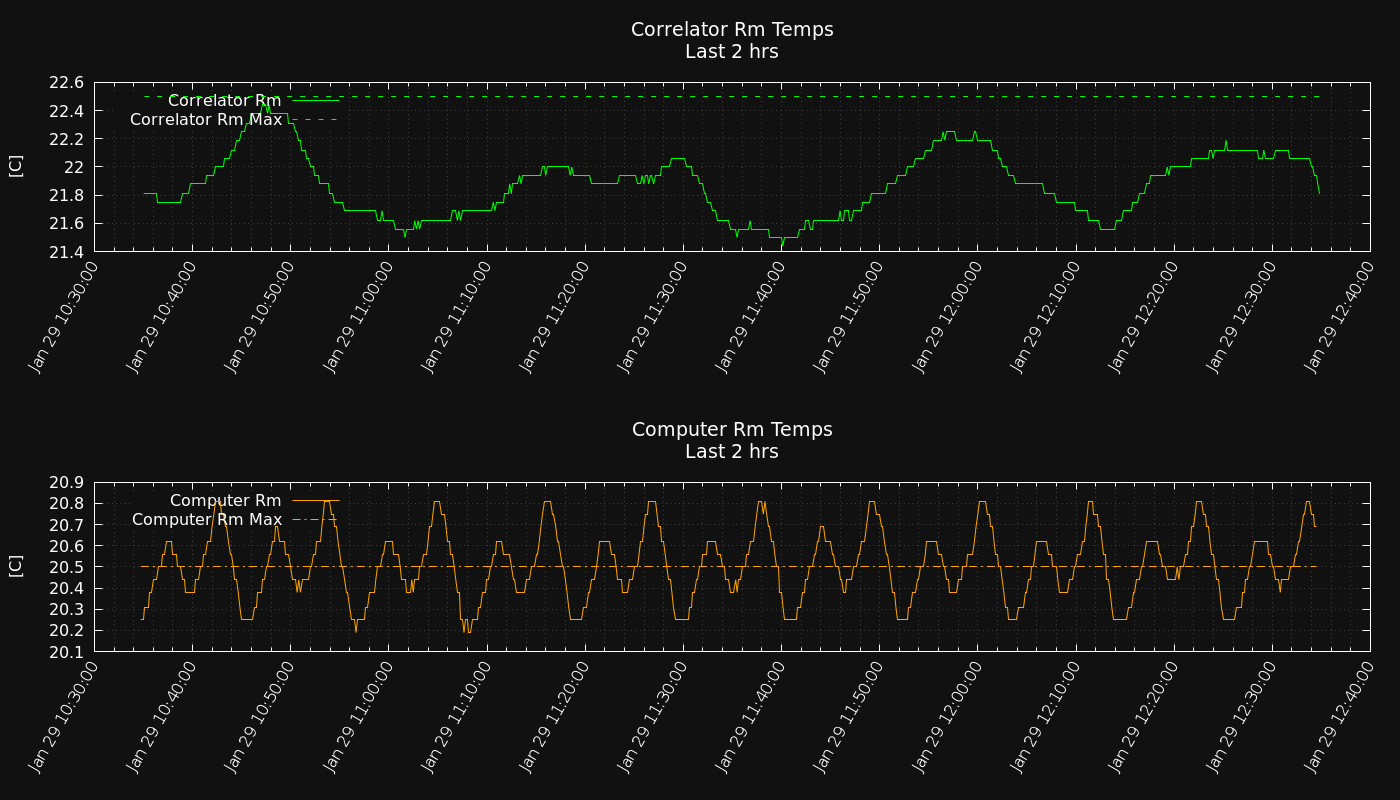 Correlator Rm Temps
Last 2 hrs
22.6
22.4
22.2
22
21.8
21.6
21.4
[C]
Correlator Rm
Correlator Rm Max
Jan 29 10:30:00
Jan 29 10:40:00
Jan 29 10:50:00
Jan 29 11:00:00
Jan 29 11:10:00
Jan 29 11:20:00
Jan 29 11:30:00
Jan 29 11:40:00
Jan 29 11:50:00
Jan 29 12:00:00
Jan 29 12:10:00
Jan 29 12:20:00
Jan 29 12:30:00
Jan 29 12:40:00
Computer Rm Temps
Last 2 hrs
20.9
20.8
20.7
20.6
20.5
20.4
20.3
20.2
20.1
[C]
Computer Rm
Computer Rm Max
Jan 29 10:30:00
Jan 29 10:40:00
Jan 29 10:50:00
Jan 29 11:00:00
Jan 29 11:10:00
Jan 29 11:20:00
Jan 29 11:30:00
Jan 29 11:40:00
Jan 29 11:50:00
Jan 29 12:00:00
Jan 29 12:10:00
Jan 29 12:20:00
Jan 29 12:30:00
Jan 29 12:40:00